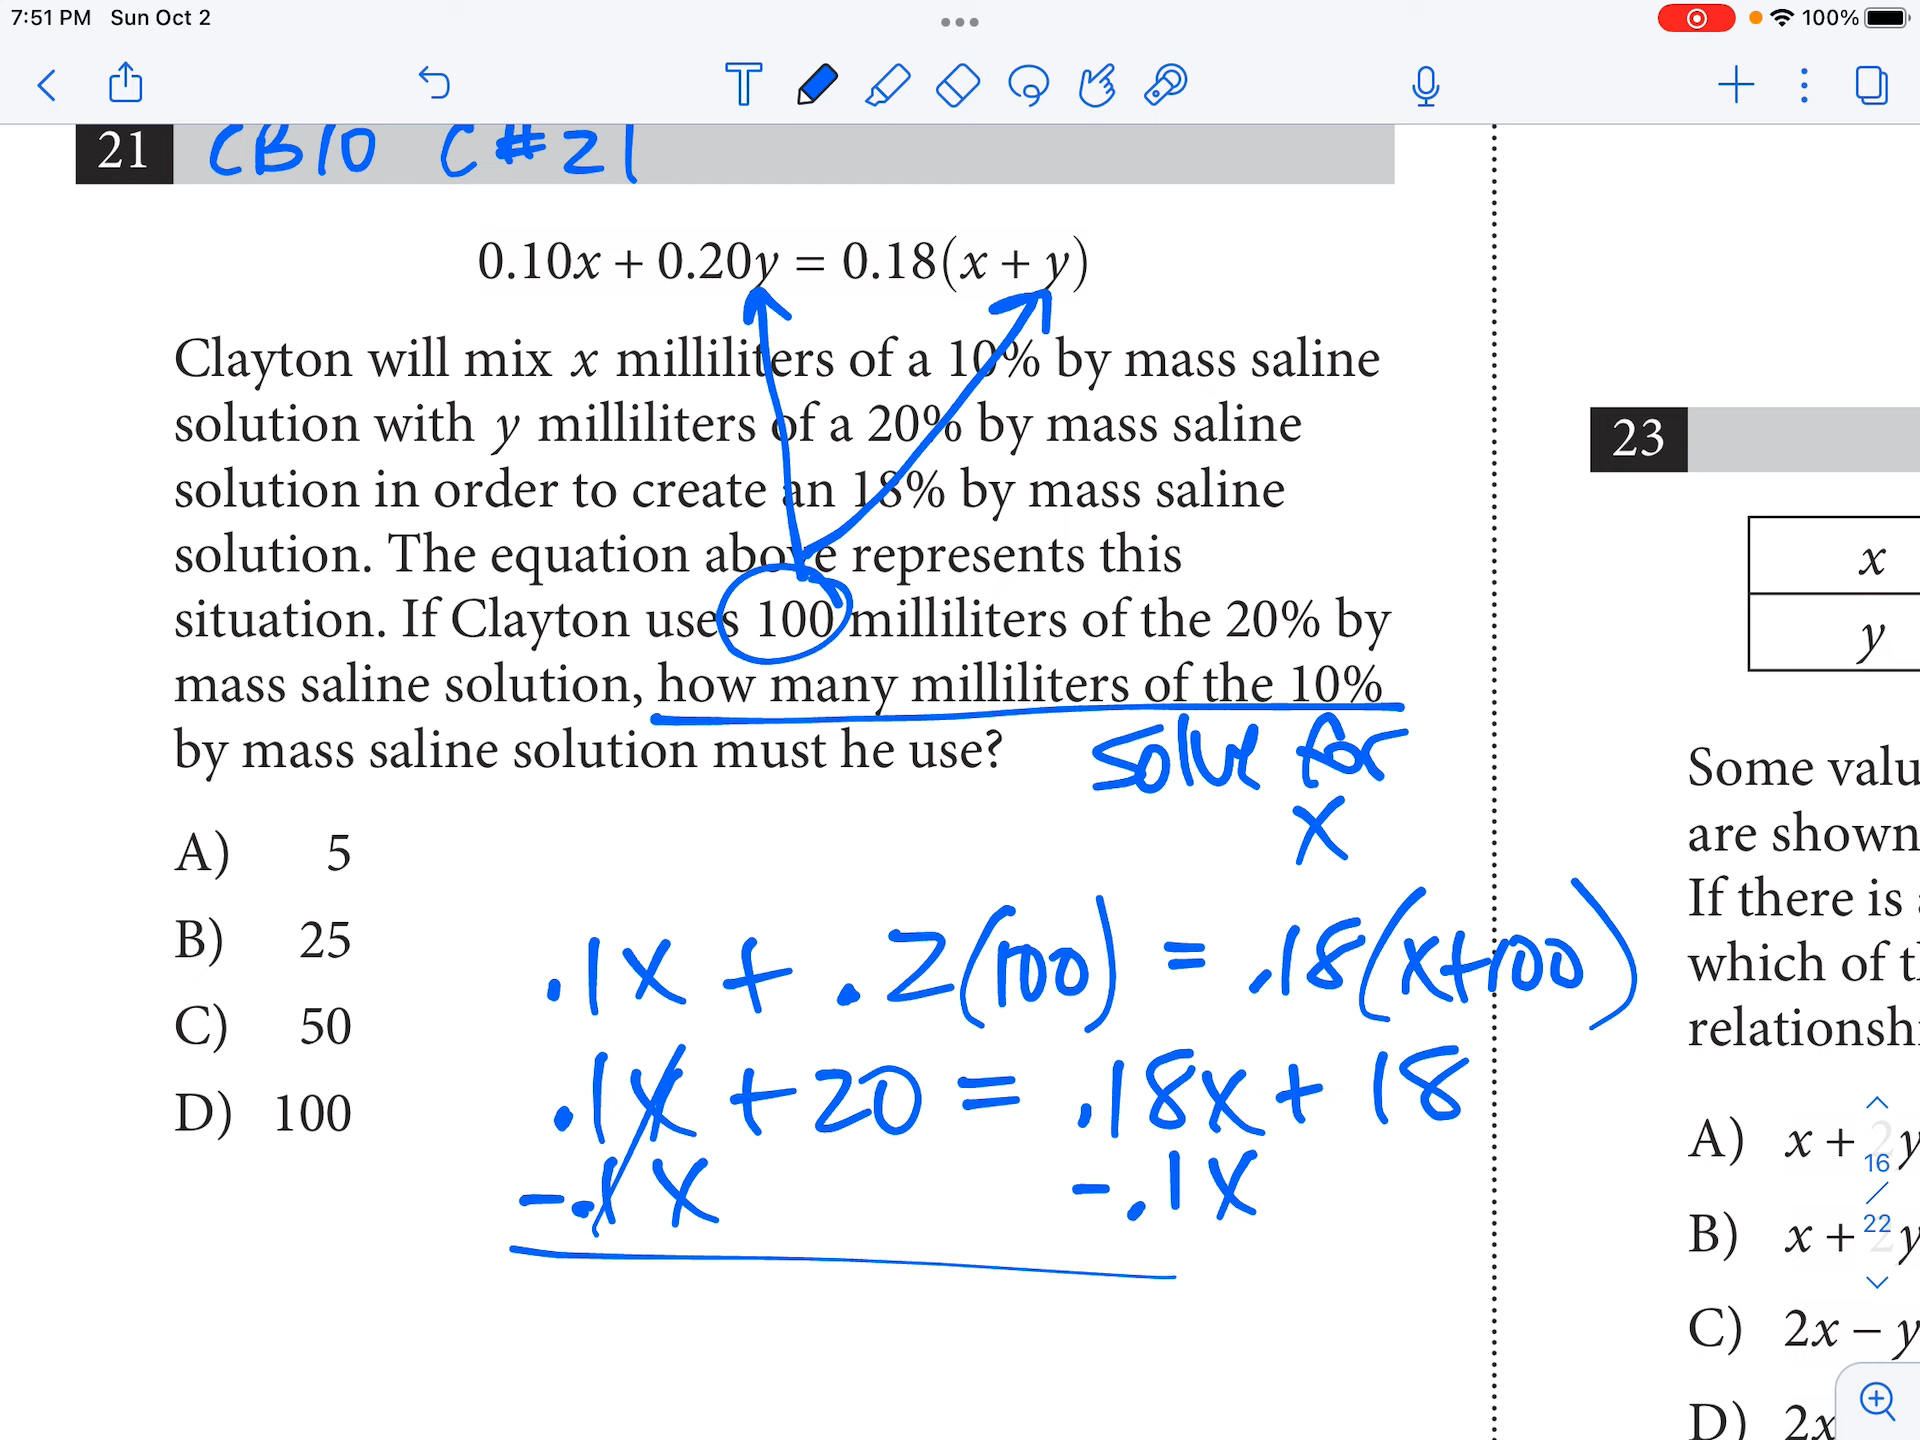 7:51 PM Sun Oct 2
100%
21 CB10 C #21
0.10x + 0.20y = 0.18(x + y)
Clayton will mix x milliliters of a 10% by mass saline
solution with y milliliters of a 20% by mass saline
solution in order to create an 18% by mass saline
solution. The equation above represents this
situation. If Clayton uses 100 milliliters of the 20% by
mass saline solution, how many milliliters of the 10%
by mass saline solution must he use?
solve for
x
A) 5
B) 25
C) 50
D) 100
.1x + .2(100) = .18(x+100)
.1x + 20 = .18x + 18
-.1x -.1x
23
x
y
Some valu
are shown
If there is
which of t
relationsh
A) x + 2y
B) x + 2y
C) 2x – y
D) 2x
16
/
22